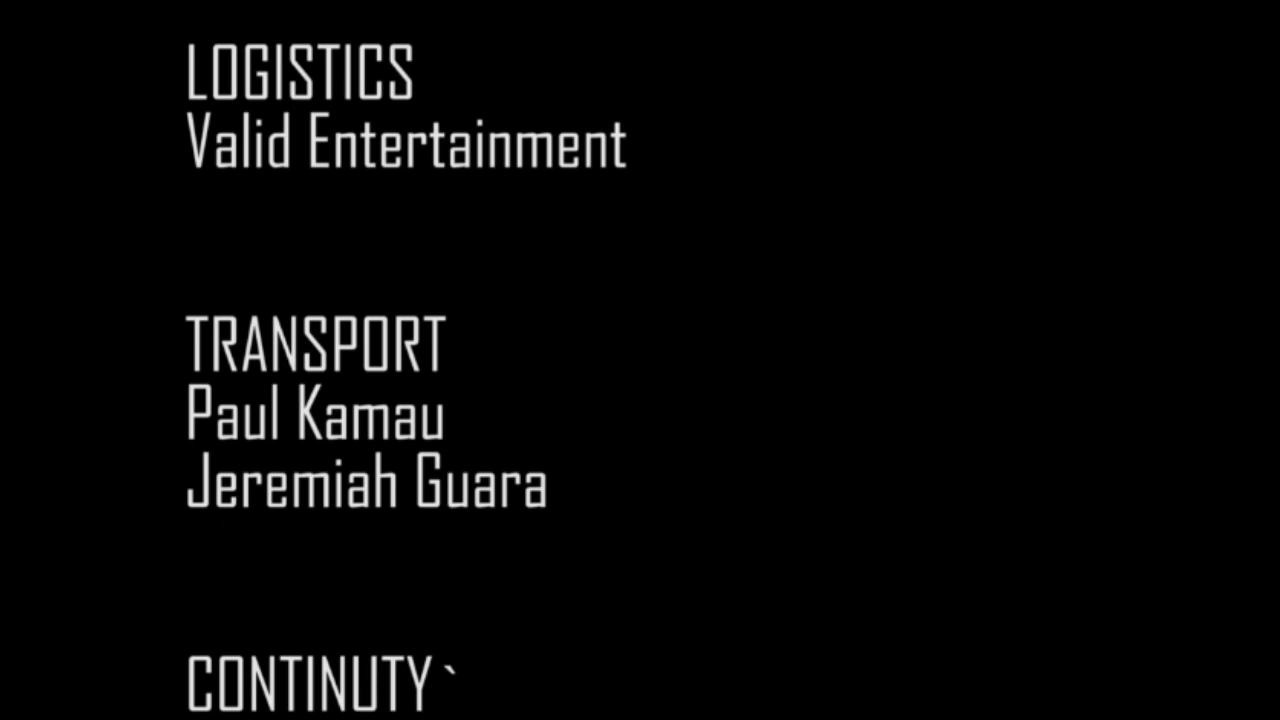 LOGISTICS
Valid Entertainment
TRANSPORT
Paul Kamau
Jeremiah Guara
CONTINUTY `